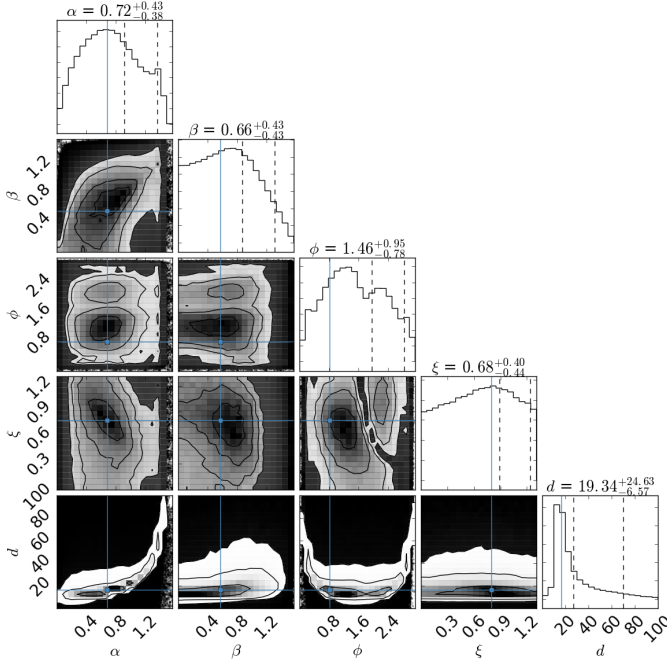 α = 0.72^{+0.43}_{-0.38}
β = 0.66^{+0.43}_{-0.43}
β 0.4 0.8 1.2
φ = 1.46^{+0.95}_{-0.78}
φ 0.8 1.6 2.4
ξ = 0.68^{+0.40}_{-0.44}
ξ 0.3 0.6 0.9 1.2
d = 19.34^{+24.63}_{-6.57}
d 20 40 60 80 100
0.4 0.8 1.2 0.4 0.8 1.2 0.8 1.6 2.4 0.3 0.6 0.9 1.2 20 40 60 80 100
α β φ ξ d